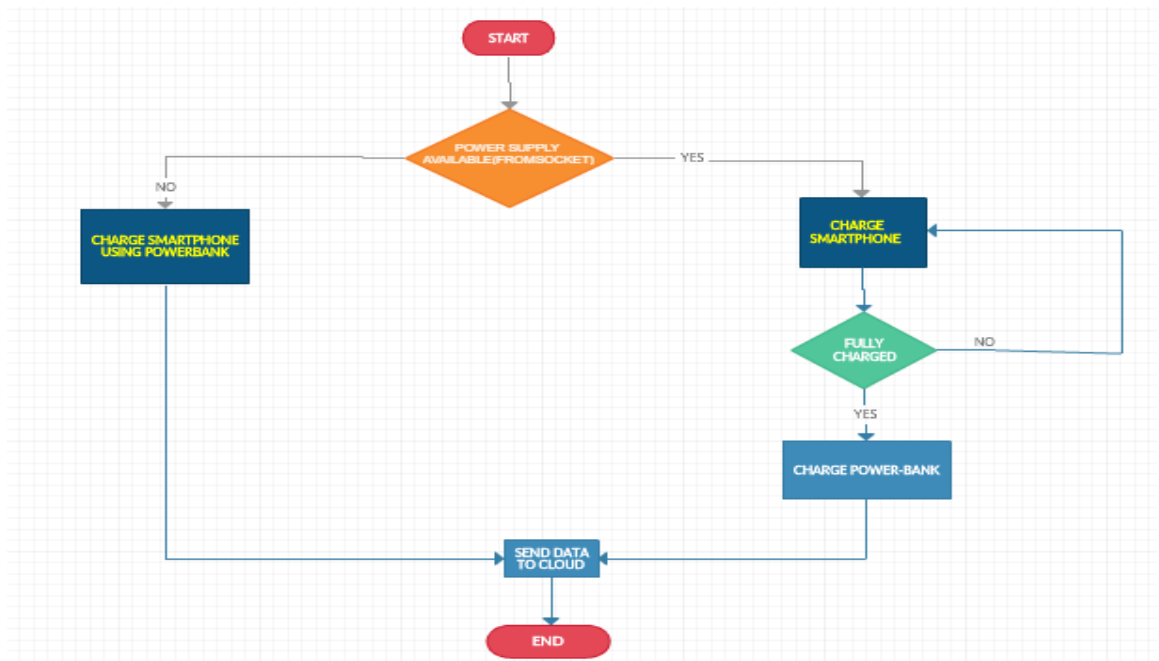 START
POWER SUPPLY
AVAILABLE(FROMSOCKET)
YES
NO
CHARGE SMARTPHONE
USING POWERBANK
CHARGE
SMARTPHONE
FULLY
CHARGED
NO
YES
CHARGE POWER-BANK
SEND DATA
TO CLOUD
END